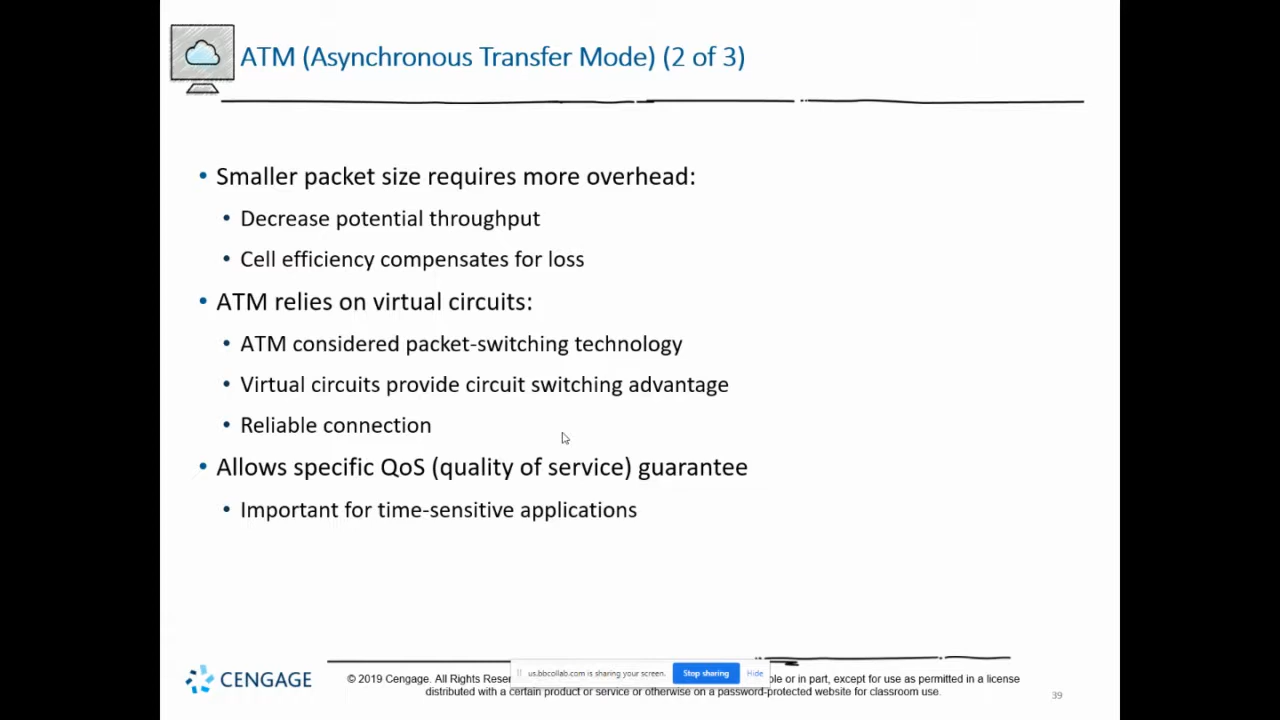 ATM (Asynchronous Transfer Mode) (2 of 3)
• Smaller packet size requires more overhead:
• Decrease potential throughput
• Cell efficiency compensates for loss
• ATM relies on virtual circuits:
• ATM considered packet-switching technology
• Virtual circuits provide circuit switching advantage
• Reliable connection
• Allows specific QoS (quality of service) guarantee
• Important for time-sensitive applications
CENGAGE
© 2019 Cengage. All Rights
us.bbcollab.com is sharing your screen.
Stop sharing
Hide
or in part, except for use as permitted in a license
distributed with a certain product or service or otherwise on a password-protected website for classroom use.
39